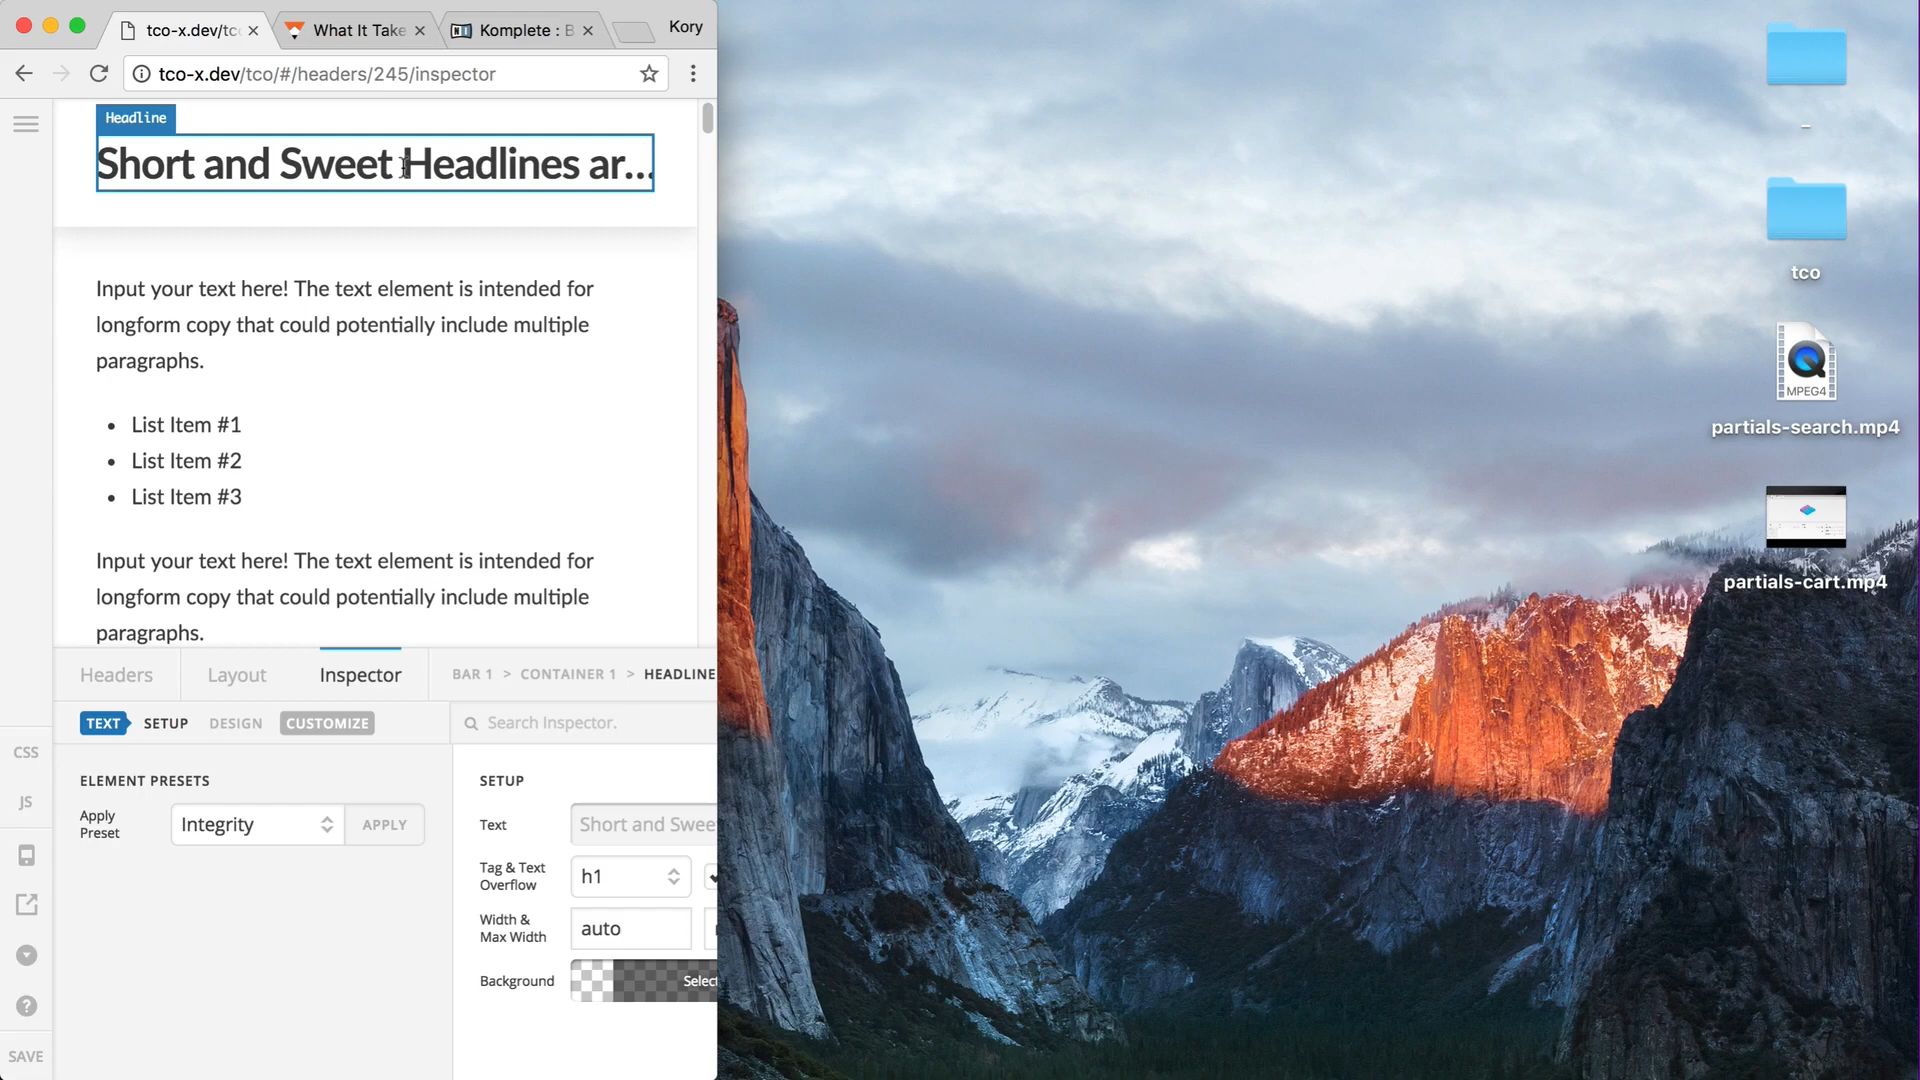 tco-x.dev/tc
What It Take
Komplete : B
Kory
tco-x.dev/tco/#/headers/245/inspector
Headline
Short and Sweet Headlines ar...
Input your text here! The text element is intended for
longform copy that could potentially include multiple
paragraphs.
• List Item #1
• List Item #2
• List Item #3
Input your text here! The text element is intended for
longform copy that could potentially include multiple
paragraphs.
Headers
Layout
Inspector
BAR 1 > CONTAINER 1 > HEADLINE
TEXT SETUP DESIGN CUSTOMIZE
Search Inspector.
CSS
JS
SAVE
ELEMENT PRESETS
Apply
Preset
Integrity
APPLY
SETUP
Text
Short and Swee
Tag & Text
Overflow
h1
Width &
Max Width
auto
Background
Select
_
tco
MPEG4
partials-search.mp4
partials-cart.mp4